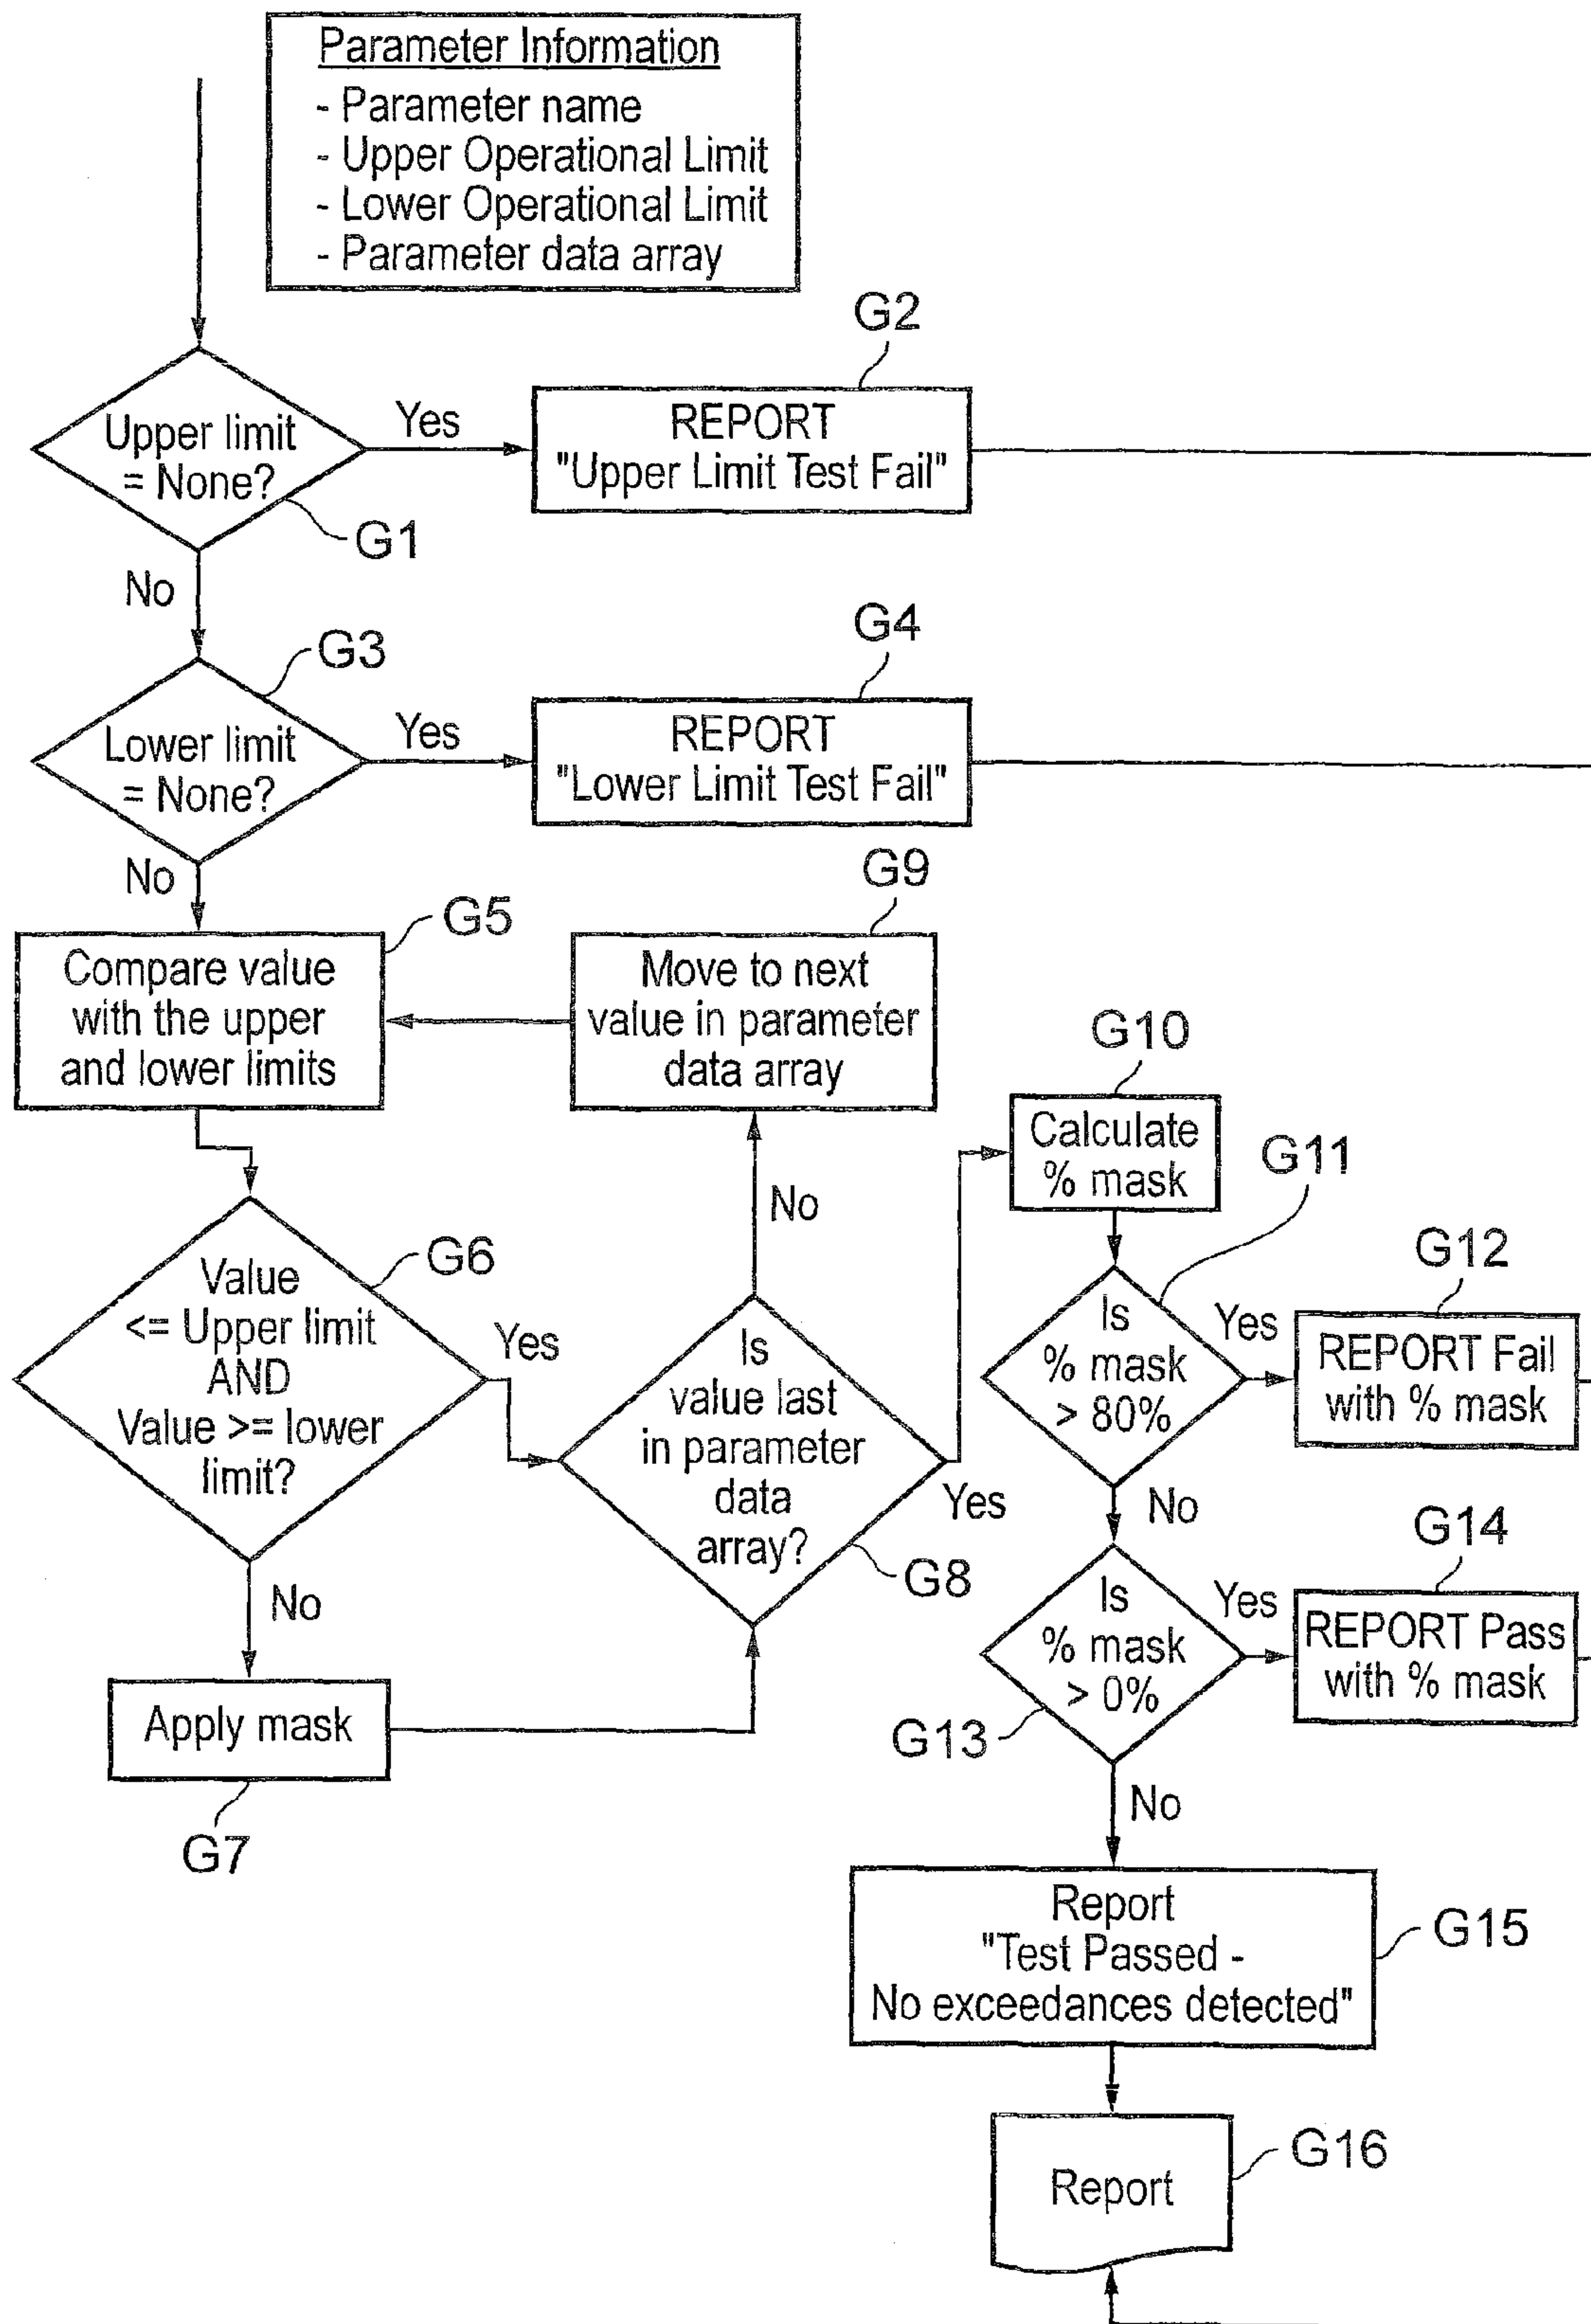 Parameter Information
- Parameter name
- Upper Operational Limit
- Lower Operational Limit
- Parameter data array
G2
Upper limit
= None?
Yes
REPORT
"Upper Limit Test Fail"
G1
No
G3
G4
Lower limit
= None?
Yes
REPORT
"Lower Limit Test Fail"
No
G9
G5
Compare value
with the upper
and lower limits
Move to next
value in parameter
data array
G10
Calculate
% mask
G11
No
G6
Value
<= Upper limit
AND
Value >= lower
limit?
Yes
Is
value last
in parameter
data
array?
Yes
G8
Is
% mask
> 80%
Yes
G12
REPORT Fail
with % mask
No
No
G14
Is
% mask
> 0%
Yes
REPORT Pass
with % mask
G13
Apply mask
G7
No
Report
"Test Passed -
No exceedances detected"
G15
G16
Report